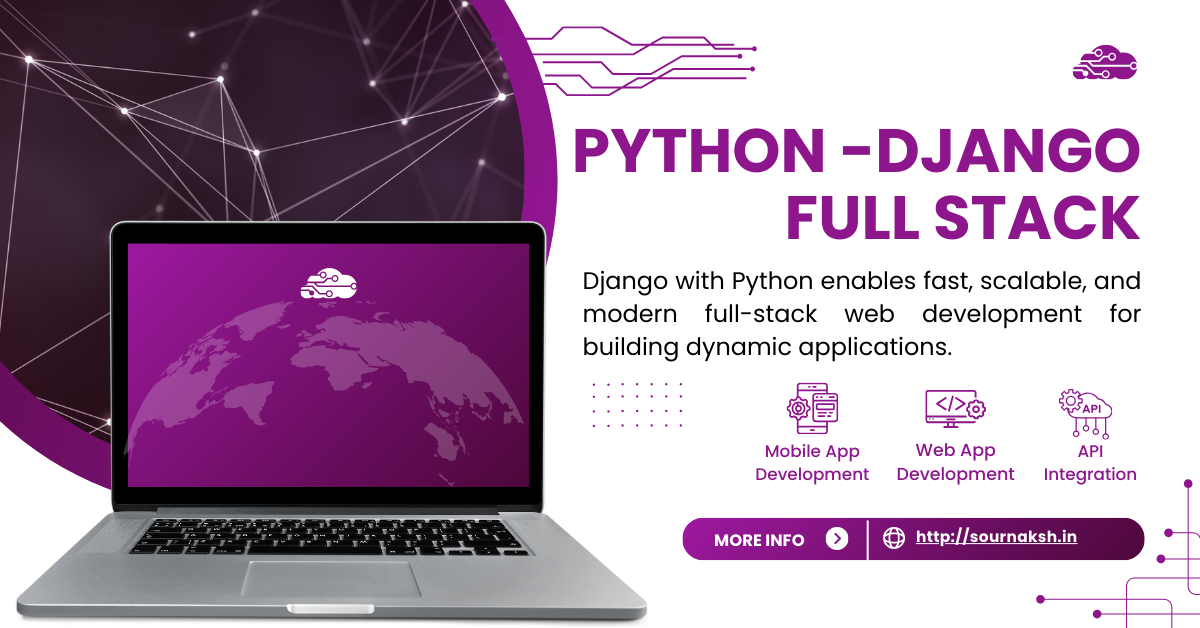 PYTHON -DJANGO
FULL STACK
Django with Python enables fast, scalable, and
modern full-stack web development for
building dynamic applications.
Mobile App
Development
Web App
Development
API
API
Integration
MORE INFO
http://sournaksh.in